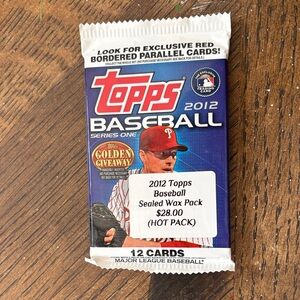 LOOK FOR EXCLUSIVE RED
BORDERED PARALLEL CARDS!
Topps
2012
BASEBALL
SERIES ONE
GOLDEN
GIVEAWAY
2012 Topps
Baseball
Sealed Wax Pack
$28.00
(HOT PACK)
12 CARDS
MAJOR LEAGUE BASEBALL